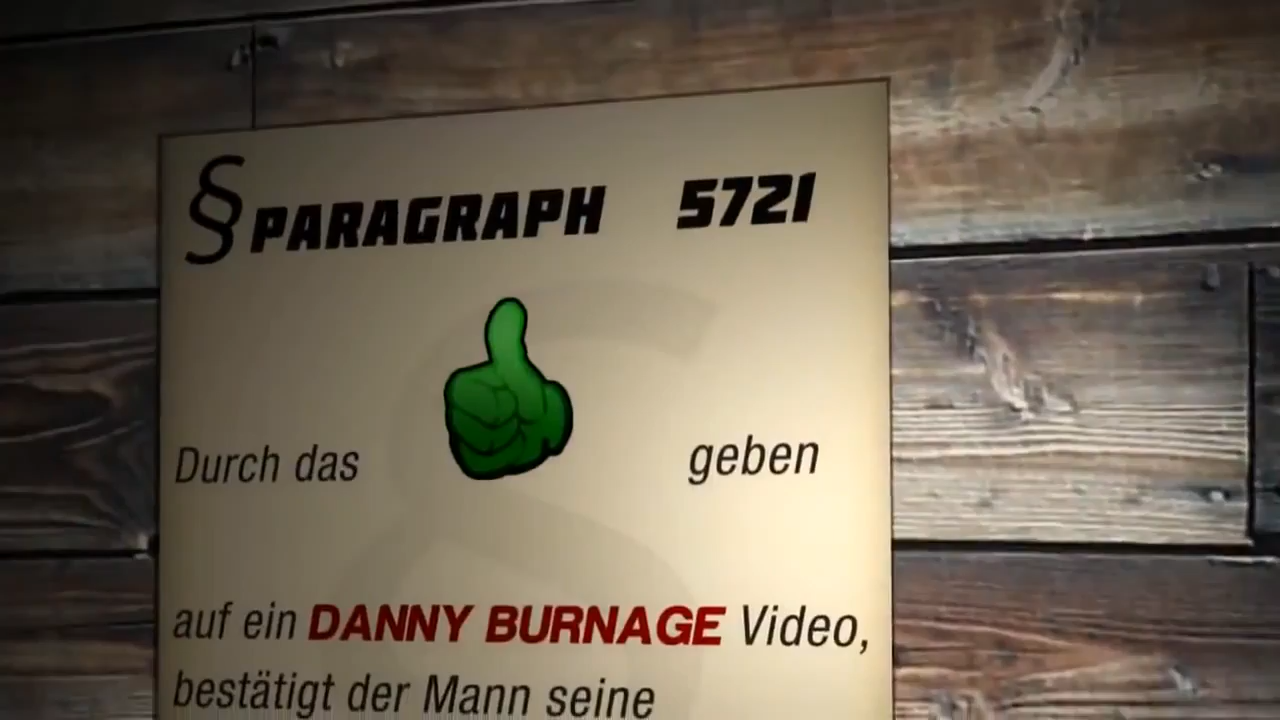 § PARAGRAPH 5721
Durch das geben
auf ein DANNY BURNAGE Video,
bestätigt der Mann seine